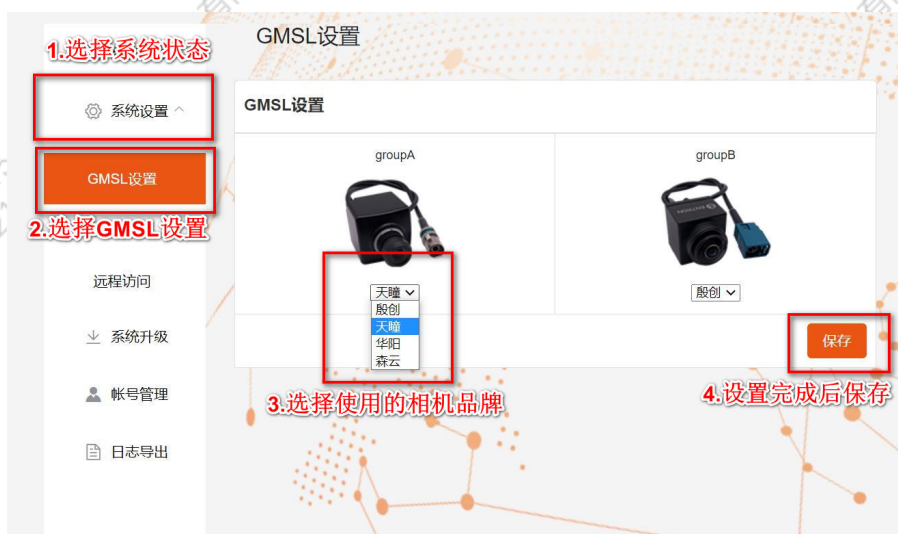 GMSL设置
1.选择系统状态
系统设置
GMSL设置
GMSL设置
2.选择GMSL设置
远程访问
系统升级
帐号管理
日志导出
groupA
groupB
天瞳
殷创
天瞳
华阳
森云
殷创
保存
3.选择使用的相机品牌
4.设置完成后保存